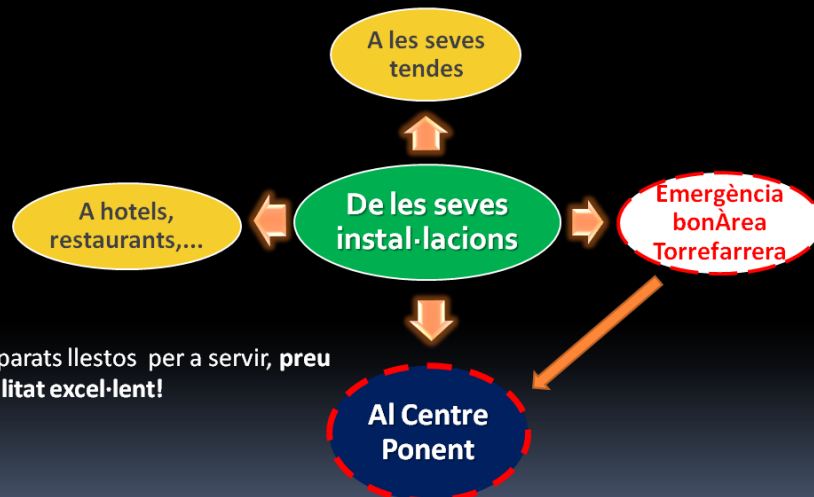 A les seves
tendes
A hotels,
restaurants,...
De les seves
instal·lacions
Emergència
bonÀrea
Torrefarrera
parats llestos per a servir, preu
litat excel·lent!
Al Centre
Ponent